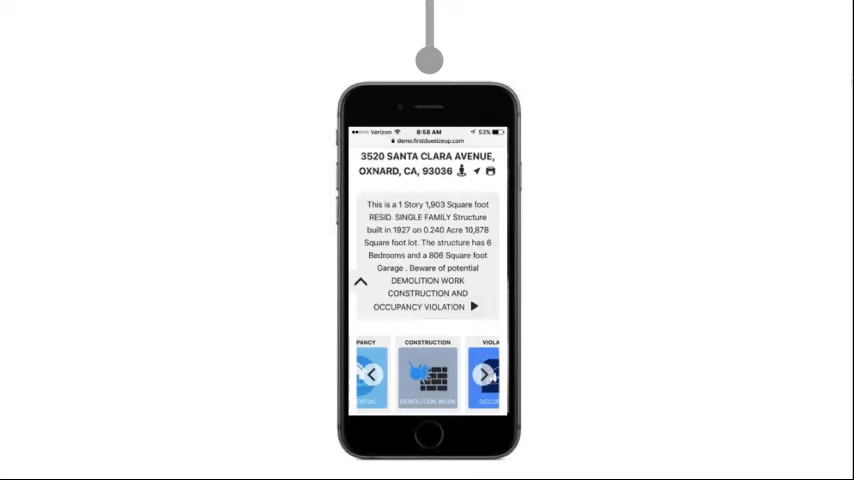 Verizon 8:58 AM 53%
demo.firstduesizeup.com
3520 SANTA CLARA AVENUE,
OXNARD, CA, 93036
This is a 1 Story 1,903 Square foot
RESID. SINGLE FAMILY Structure
built in 1927 on 0.240 Acre 10,878
Square foot lot. The structure has 6
Bedrooms and a 806 Square foot
Garage . Beware of potential
DEMOLITION WORK
CONSTRUCTION AND
OCCUPANCY VIOLATION
PANCY CONSTRUCTION VIOLA
ENTIAL DEMOLITION WORK OCCUP